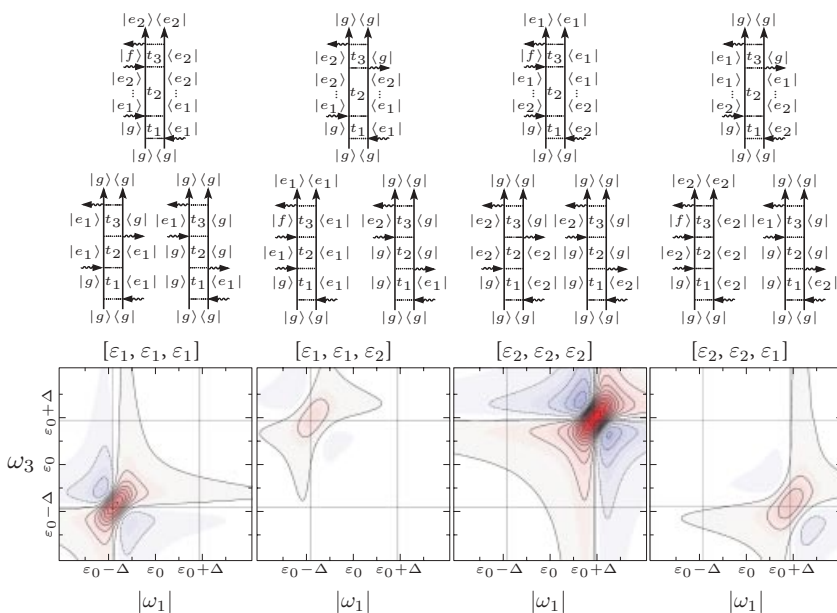 |e₂⟩⟨e₂| |g⟩⟨g| |e₁⟩⟨e₁| |g⟩⟨g|
|f⟩ t₃ ⟨e₂| |e₂⟩ t₃ ⟨g| |f⟩ t₃ ⟨e₁| |e₁⟩ t₃ ⟨g|
|e₂⟩ ⟨e₂| |e₂⟩ ⟨e₂| |e₁⟩ ⟨e₁| |e₁⟩ ⟨e₁|
⋮ t₂ ⋮ ⋮ t₂ ⋮ ⋮ t₂ ⋮ ⋮ t₂ ⋮
|e₁⟩ ⟨e₁| |e₁⟩ ⟨e₁| |e₂⟩ ⟨e₂| |e₂⟩ ⟨e₂|
|g⟩ t₁ ⟨e₁| |g⟩ t₁ ⟨e₁| |g⟩ t₁ ⟨e₂| |g⟩ t₁ ⟨e₂|
|g⟩⟨g| |g⟩⟨g| |g⟩⟨g| |g⟩⟨g|
|g⟩⟨g| |g⟩⟨g| |e₁⟩⟨e₁| |g⟩⟨g| |g⟩⟨g| |g⟩⟨g| |e₂⟩⟨e₂| |g⟩⟨g|
|e₁⟩ t₃ ⟨g| |e₁⟩ t₃ ⟨g| |f⟩ t₃ ⟨e₁| |e₂⟩ t₃ ⟨g| |e₂⟩ t₃ ⟨g| |e₂⟩ t₃ ⟨g| |f⟩ t₃ ⟨e₂| |e₁⟩ t₃ ⟨g|
|e₁⟩ t₂ ⟨e₁| |g⟩ t₂ ⟨g| |e₁⟩ t₂ ⟨e₁| |g⟩ t₂ ⟨g| |e₂⟩ t₂ ⟨e₂| |g⟩ t₂ ⟨g| |e₂⟩ t₂ ⟨e₂| |g⟩ t₂ ⟨g|
|g⟩ t₁ ⟨e₁| |g⟩ t₁ ⟨e₁| |g⟩ t₁ ⟨e₁| |g⟩ t₁ ⟨e₁| |g⟩ t₁ ⟨e₂| |g⟩ t₁ ⟨e₂| |g⟩ t₁ ⟨e₂| |g⟩ t₁ ⟨e₂|
|g⟩⟨g| |g⟩⟨g| |g⟩⟨g| |g⟩⟨g| |g⟩⟨g| |g⟩⟨g| |g⟩⟨g| |g⟩⟨g|
[ε₁, ε₁, ε₁] [ε₁, ε₁, ε₂] [ε₂, ε₂, ε₂] [ε₂, ε₂, ε₁]
ε₀+Δ
ω₃ ε₀
ε₀−Δ
ε₀−Δ ε₀ ε₀+Δ ε₀−Δ ε₀ ε₀+Δ ε₀−Δ ε₀ ε₀+Δ ε₀−Δ ε₀ ε₀+Δ
|ω₁| |ω₁| |ω₁| |ω₁|